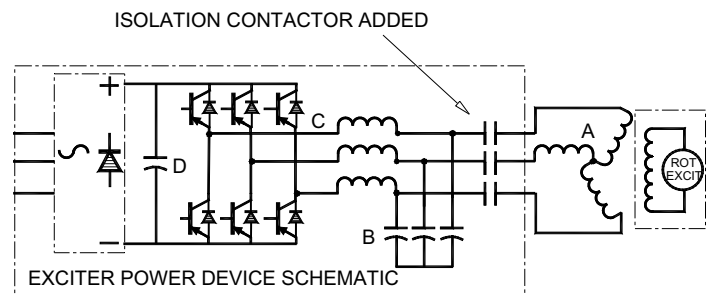 ISOLATION CONTACTOR ADDED
+
C
A
D
ROT
EXCIT
B
–
EXCITER POWER DEVICE SCHEMATIC